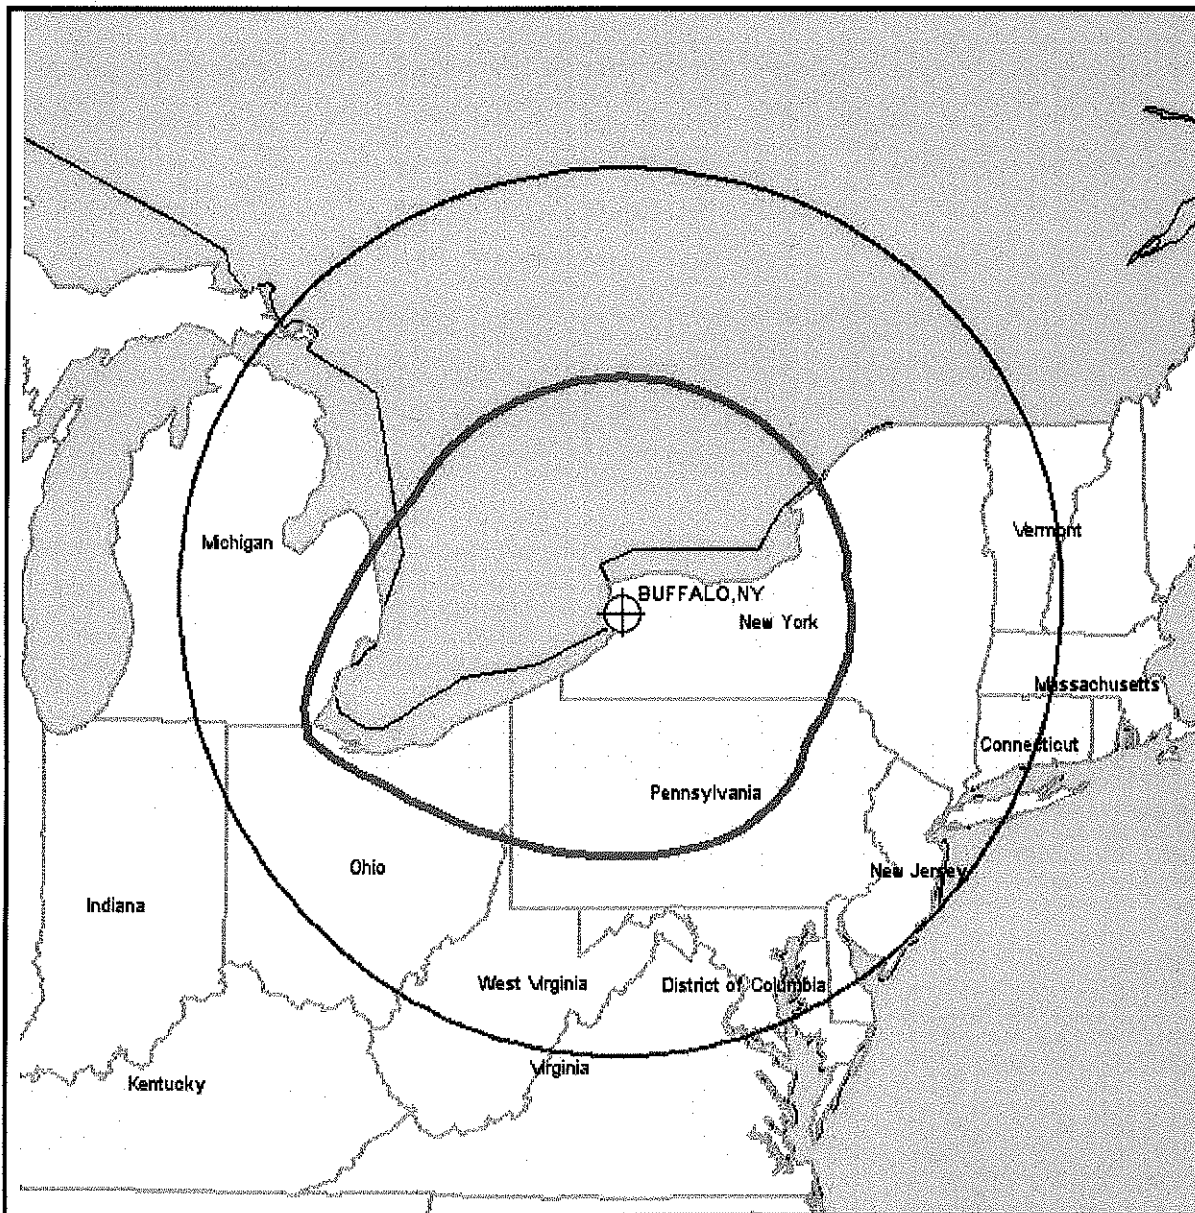 Michigan
Vermont
BUFFALO,NY
New York
Massachusetts
Connecticut
Pennsylvania
Ohio
New Jersey
Indiana
West Virginia
District of Columbia
Virginia
Kentucky